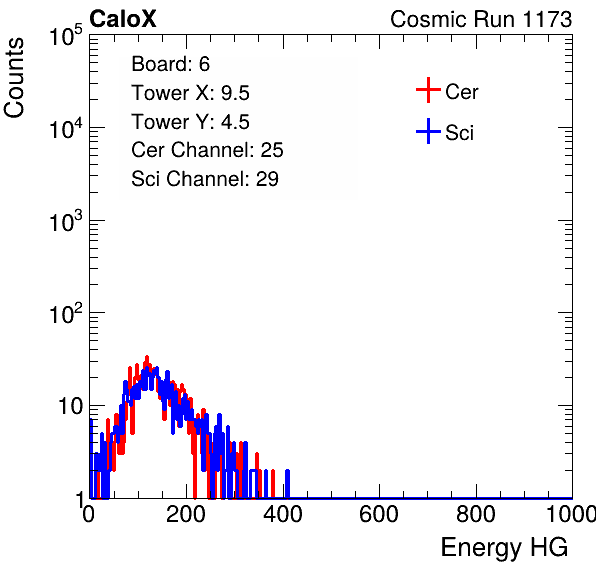 CaloX Cosmic Run 1173
Counts
10^5
10^4
10^3
10^2
10
1
Board: 6
Tower X: 9.5
Tower Y: 4.5
Cer Channel: 25
Sci Channel: 29
Cer
Sci
0 200 400 600 800 1000
Energy HG